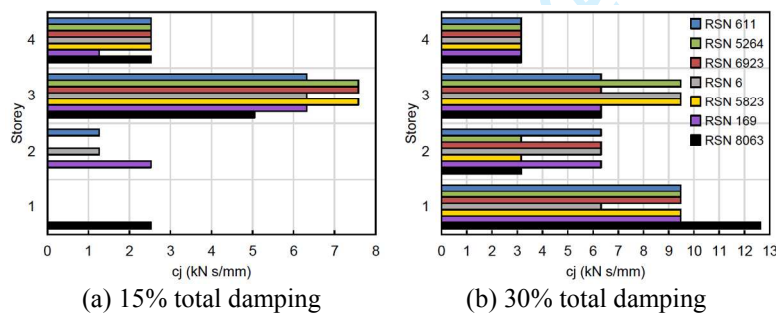 4
3
2
1
Storey
0 1 2 3 4 5 6 7 8
cj (kN s/mm)
(a) 15% total damping
4
3
2
1
Storey
RSN 611
RSN 5264
RSN 6923
RSN 6
RSN 5823
RSN 169
RSN 8063
0 1 2 3 4 5 6 7 8 9 10 11 12 13
cj (kN s/mm)
(b) 30% total damping